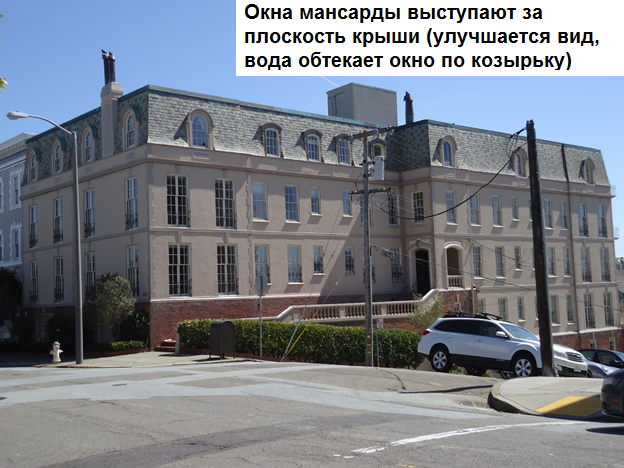 Окна мансарды выступают за
плоскость крыши (улучшается вид,
вода обтекает окно по козырьку)